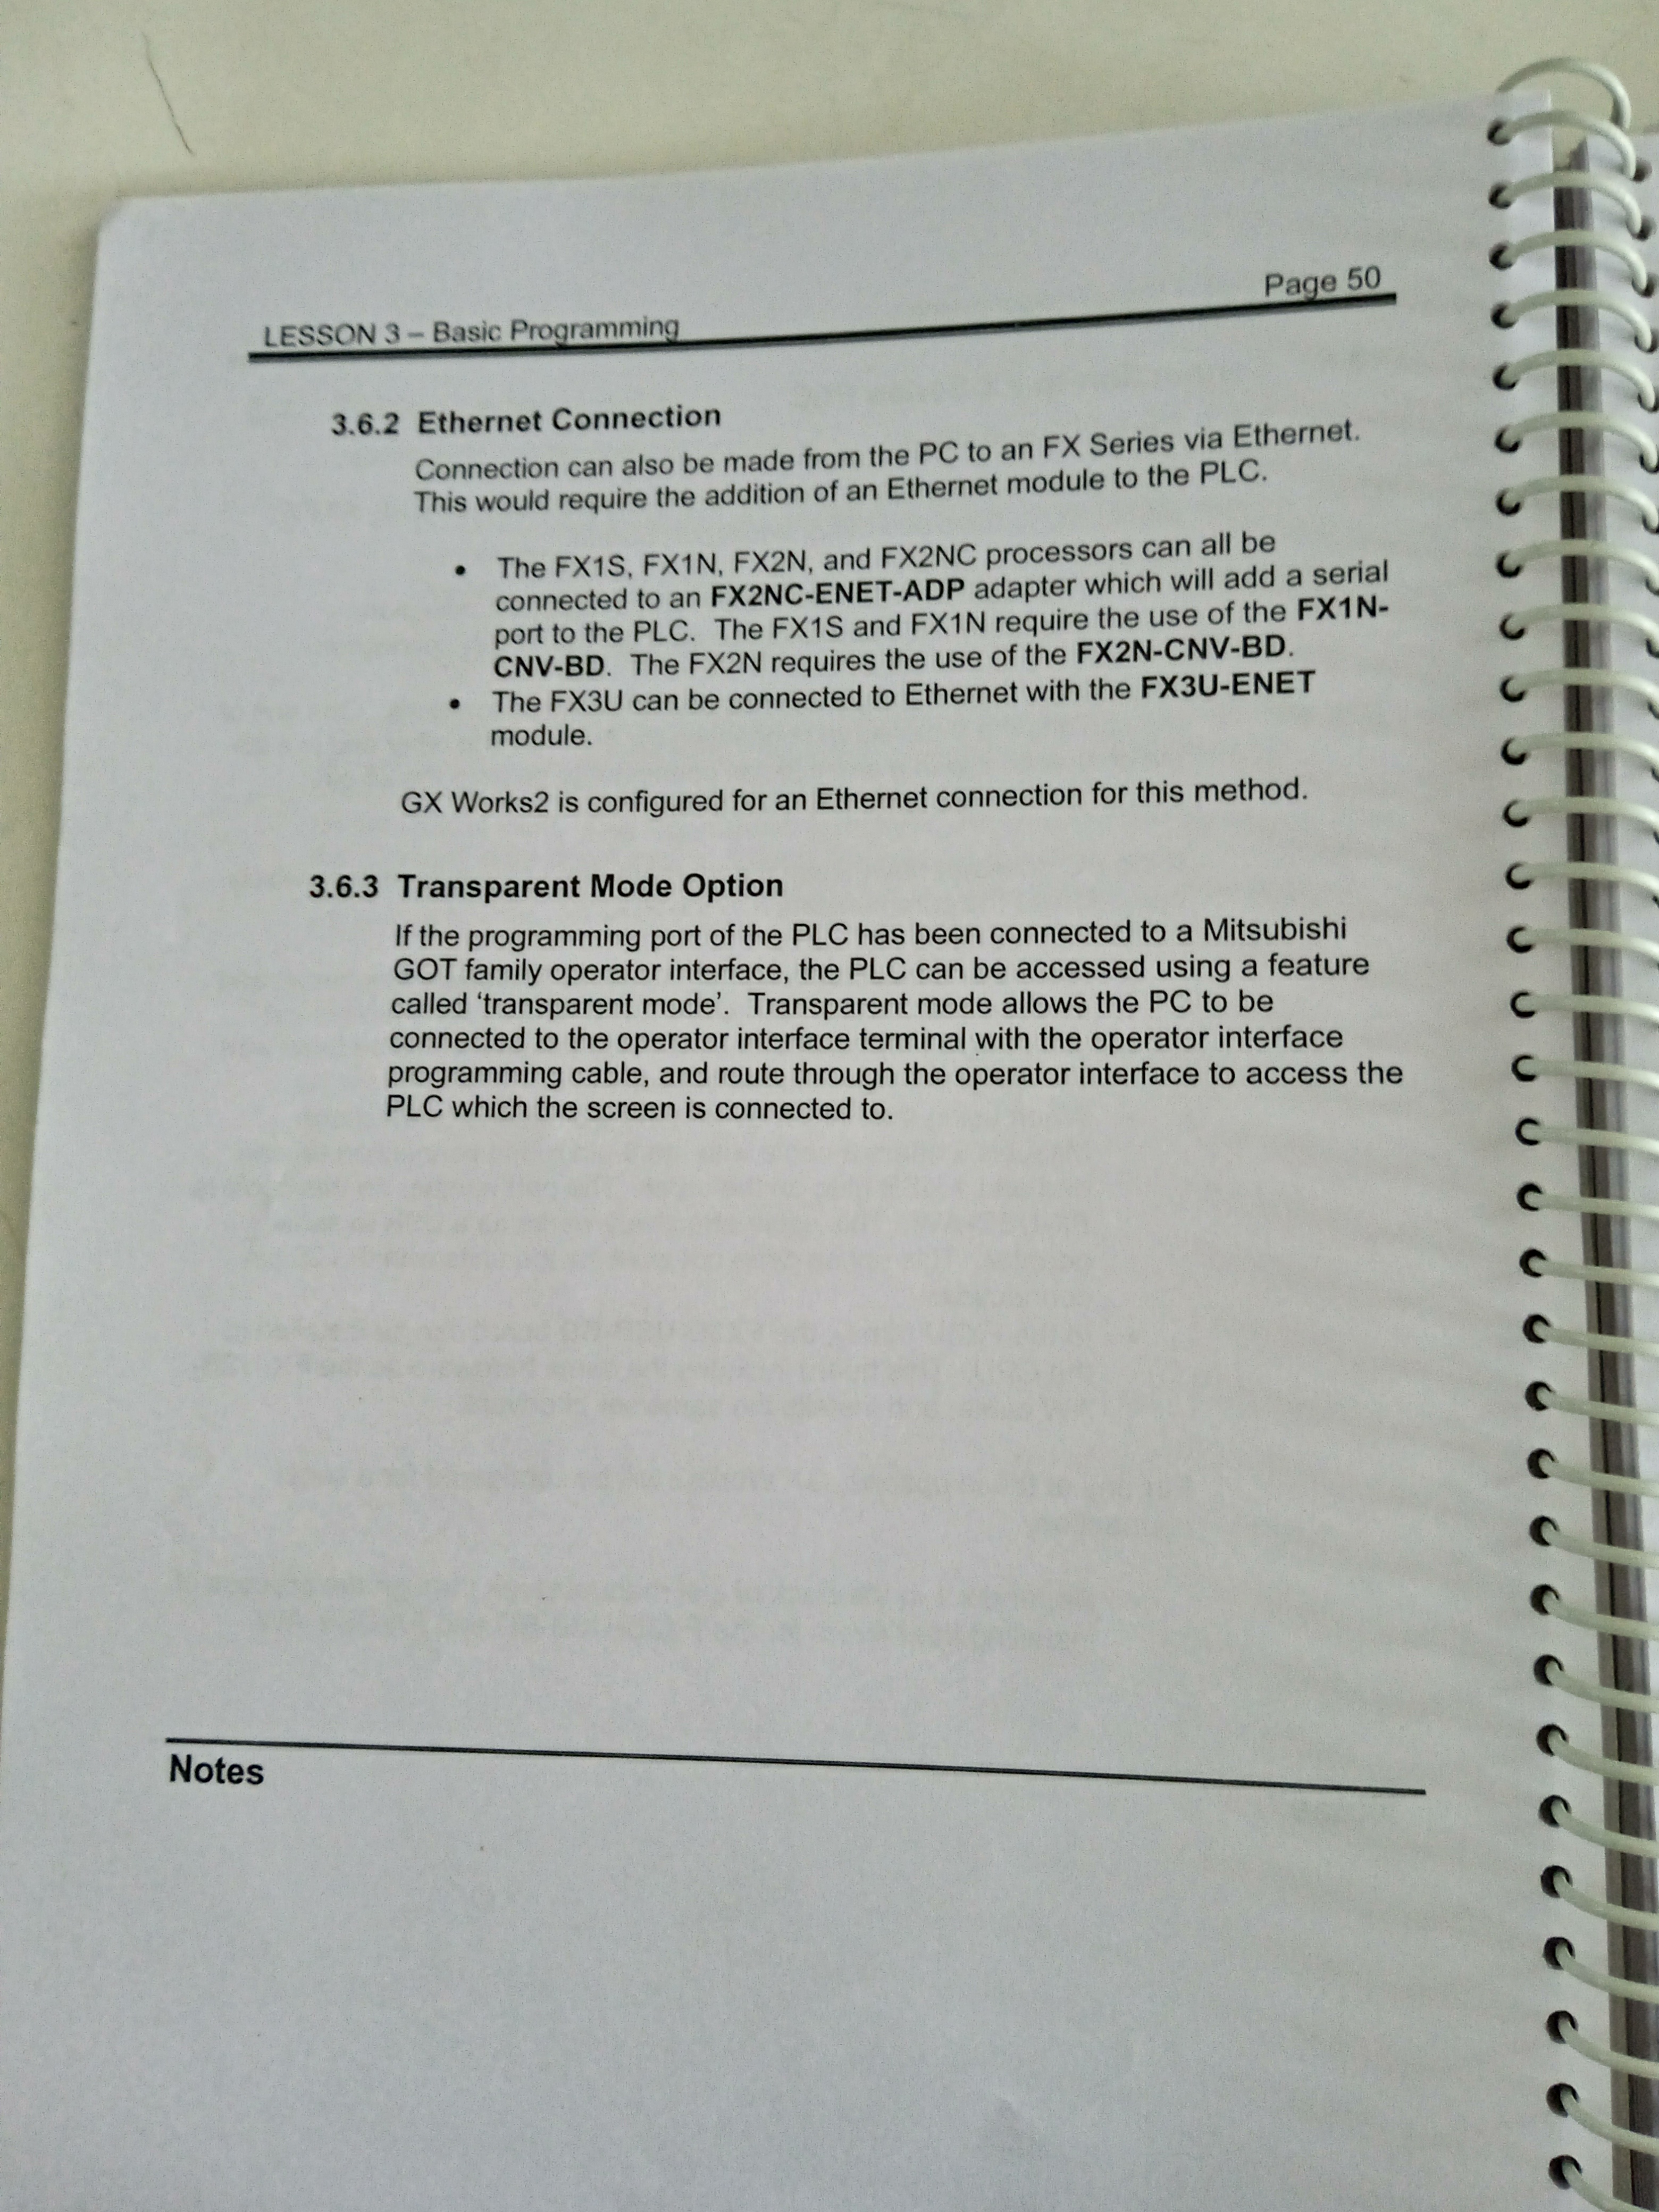 Page 50
LESSON 3 – Basic Programming
3.6.2 Ethernet Connection
Connection can also be made from the PC to an FX Series via Ethernet.
This would require the addition of an Ethernet module to the PLC.
• The FX1S, FX1N, FX2N, and FX2NC processors can all be
connected to an FX2NC-ENET-ADP adapter which will add a serial
port to the PLC. The FX1S and FX1N require the use of the FX1N-
CNV-BD. The FX2N requires the use of the FX2N-CNV-BD.
• The FX3U can be connected to Ethernet with the FX3U-ENET
module.
GX Works2 is configured for an Ethernet connection for this method.
3.6.3 Transparent Mode Option
If the programming port of the PLC has been connected to a Mitsubishi
GOT family operator interface, the PLC can be accessed using a feature
called ‘transparent mode’. Transparent mode allows the PC to be
connected to the operator interface terminal with the operator interface
programming cable, and route through the operator interface to access the
PLC which the screen is connected to.
Notes